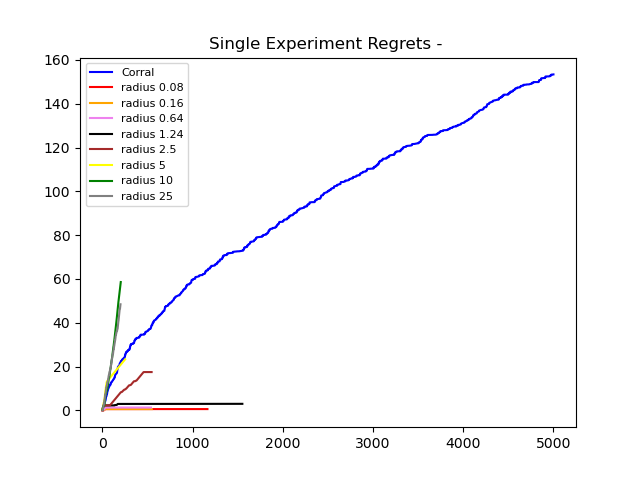 Single Experiment Regrets -
160
140
120
100
80
60
40
20
0
Corral
radius 0.08
radius 0.16
radius 0.64
radius 1.24
radius 2.5
radius 5
radius 10
radius 25
0 1000 2000 3000 4000 5000